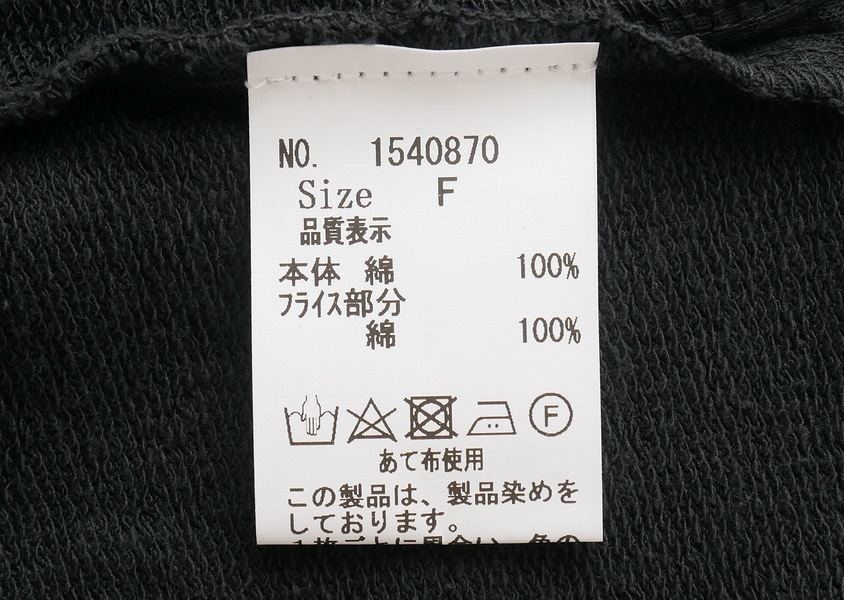 NO. 1540870
Size F
品質表示
本体 綿 100%
フライス部分
綿 100%
F
あて布使用
この製品は、製品染めを
しております。